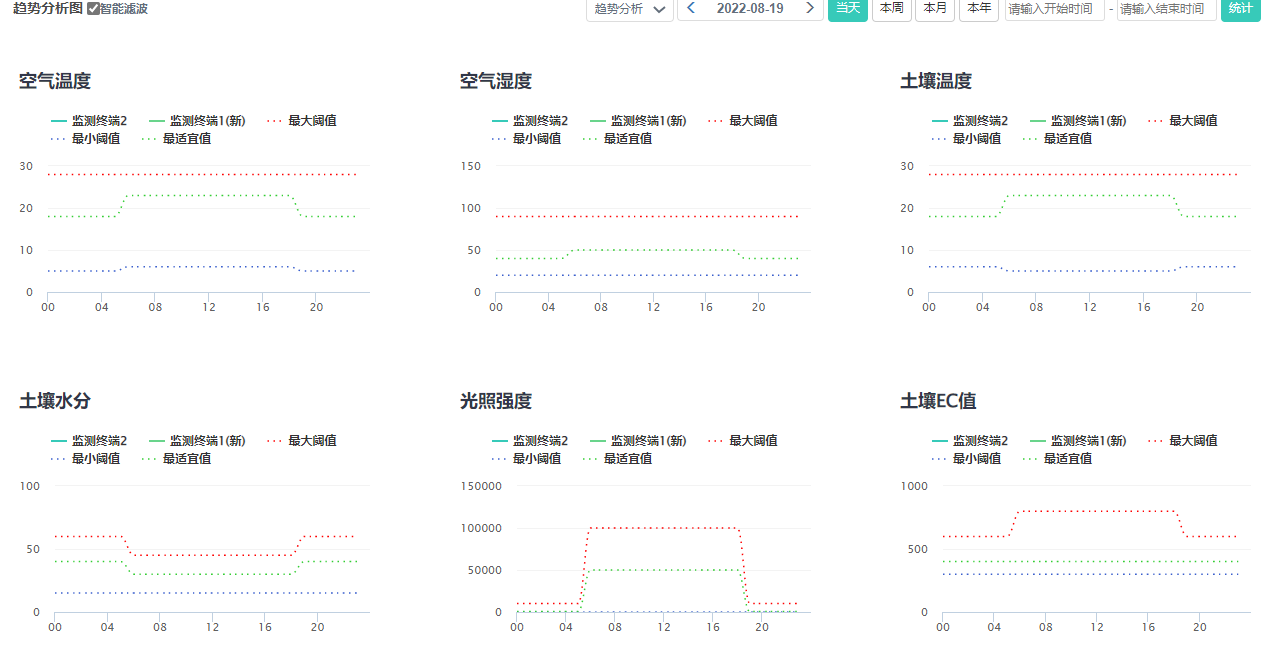 趋势分析图 智能滤波 趋势分析 2022-08-19 当天 本周 本月 本年 请输入开始时间 - 请输入结束时间 统计
空气温度
监测终端2 监测终端1(新) 最大阈值
最小阈值 最适宜值
30
20
10
0
00 04 08 12 16 20
空气湿度
监测终端2 监测终端1(新) 最大阈值
最小阈值 最适宜值
150
100
50
0
00 04 08 12 16 20
土壤温度
监测终端2 监测终端1(新) 最大阈值
最小阈值 最适宜值
30
20
10
0
00 04 08 12 16 20
土壤水分
监测终端2 监测终端1(新) 最大阈值
最小阈值 最适宜值
100
50
0
00 04 08 12 16 20
光照强度
监测终端2 监测终端1(新) 最大阈值
最小阈值 最适宜值
150000
100000
50000
0
00 04 08 12 16 20
土壤EC值
监测终端2 监测终端1(新) 最大阈值
最小阈值 最适宜值
1000
500
0
00 04 08 12 16 20